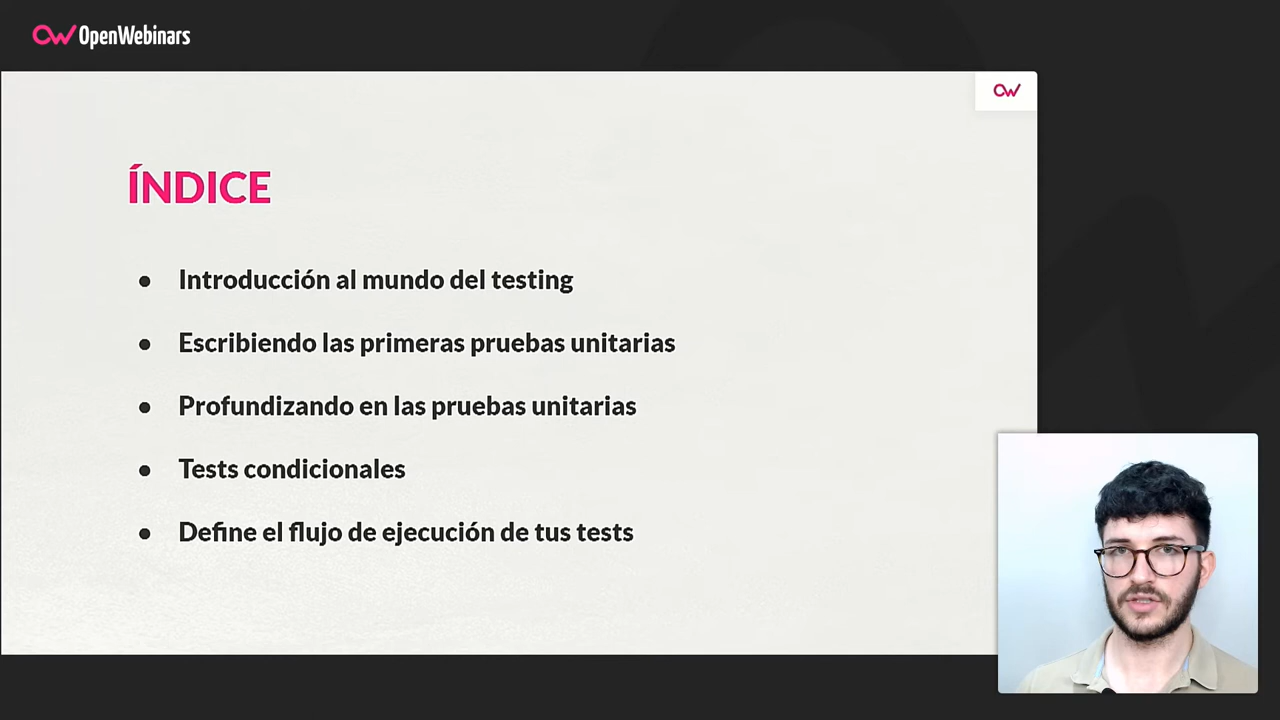 OpenWebinars
ÍNDICE
● Introducción al mundo del testing
● Escribiendo las primeras pruebas unitarias
● Profundizando en las pruebas unitarias
● Tests condicionales
● Define el flujo de ejecución de tus tests